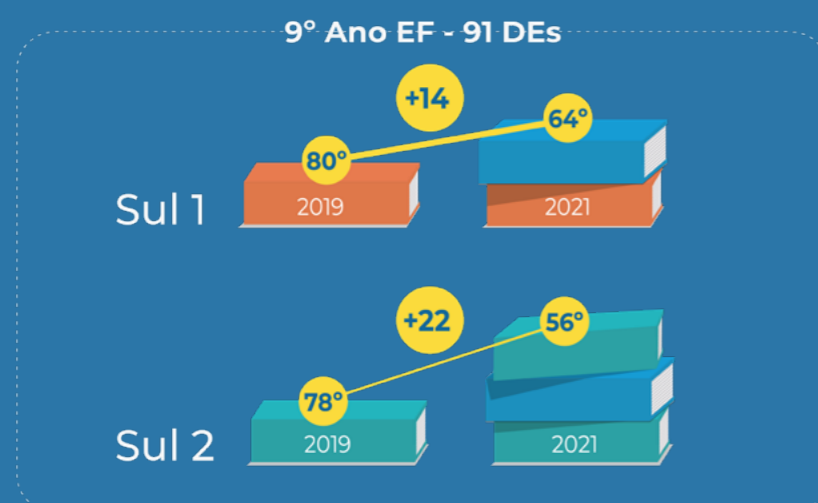 9º Ano EF - 91 DEs
+14
80º
64º
Sul 1
2019
2021
+22
78º
56º
Sul 2
2019
2021